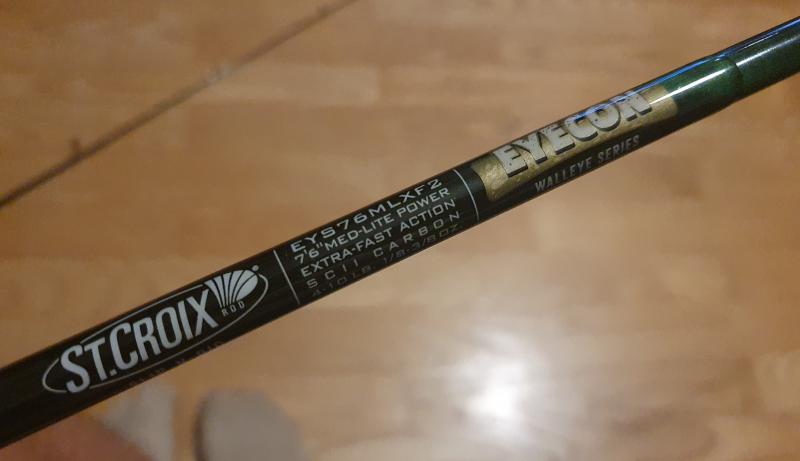 ST.CROIX
ROD
EYS76MLXF2
7'6" MED-LITE POWER
EXTRA-FAST ACTION
SCII CARBON
4-10 LB. 1/8-3/8 OZ
EYECON
WALLEYE SERIES